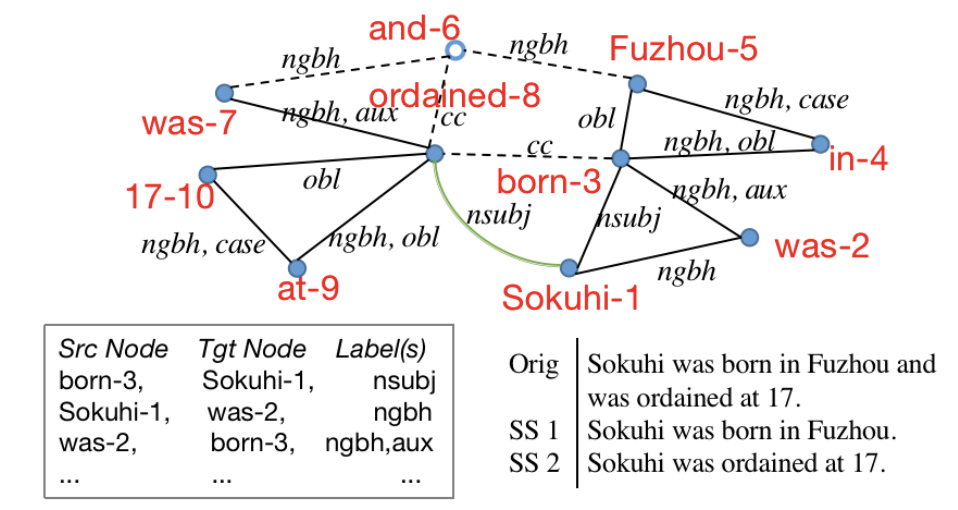 and-6
ngbh
ngbh
Fuzhou-5
ordained-8
ngbh, case
was-7
ngbh, aux
cc
obl
cc
ngbh, obl
in-4
17-10
obl
born-3
ngbh, aux
nsubj
nsubj
ngbh, case
ngbh, obl
was-2
at-9
ngbh
Sokuhi-1
Src Node Tgt Node Label(s)
born-3, Sokuhi-1, nsubj
Sokuhi-1, was-2, ngbh
was-2, born-3, ngbh,aux
... ... ...
Orig Sokuhi was born in Fuzhou and
was ordained at 17.
SS 1 Sokuhi was born in Fuzhou.
SS 2 Sokuhi was ordained at 17.